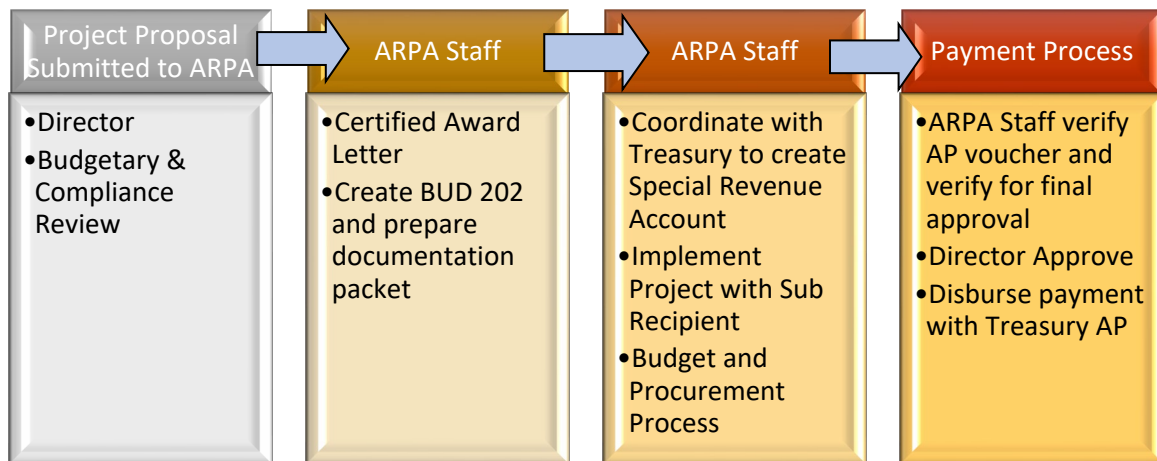 Project Proposal
Submitted to ARPA
•Director
•Budgetary &
Compliance
Review
ARPA Staff
•Certified Award
Letter
•Create BUD 202
and prepare
documentation
packet
ARPA Staff
•Coordinate with
Treasury to create
Special Revenue
Account
•Implement
Project with Sub
Recipient
•Budget and
Procurement
Process
Payment Process
•ARPA Staff verify
AP voucher and
verify for final
approval
•Director Approve
•Disburse payment
with Treasury AP